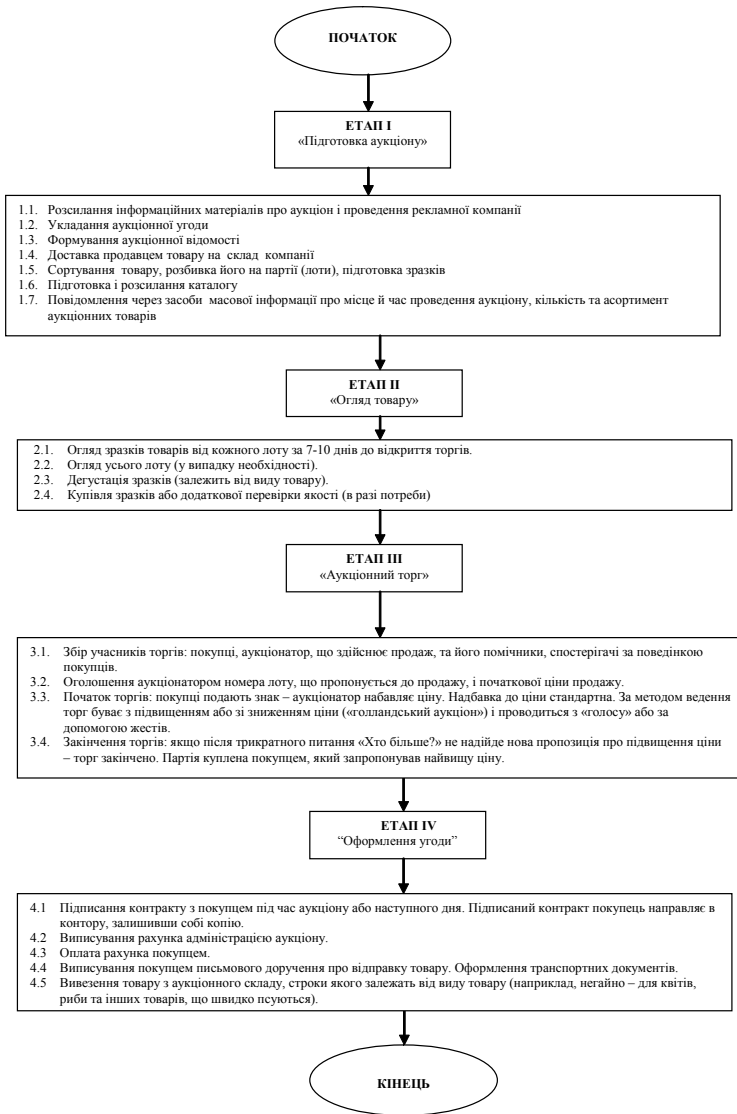 ПОЧАТОК
ЕТАП І
«Підготовка аукціону»
1.1. Розсилання інформаційних матеріалів про аукціон і проведення рекламної компанії
1.2. Укладання аукціонної угоди
1.3. Формування аукціонної відомості
1.4. Доставка продавцем товару на склад компанії
1.5. Сортування товару, розбивка його на партії (лоти), підготовка зразків
1.6. Підготовка і розсилання каталогу
1.7. Повідомлення через засоби масової інформації про місце й час проведення аукціону, кількість та асортимент
аукціонних товарів
ЕТАП ІІ
«Огляд товару»
2.1. Огляд зразків товарів від кожного лоту за 7-10 днів до відкриття торгів.
2.2. Огляд усього лоту (у випадку необхідності).
2.3. Дегустація зразків (залежить від виду товару).
2.4. Купівля зразків або додаткової перевірки якості (в разі потреби)
ЕТАП ІІІ
«Аукціонний торг»
3.1. Збір учасників торгів: покупці, аукціонатор, що здійснює продаж, та його помічники, спостерігачі за поведінкою
покупців.
3.2. Оголошення аукціонатором номера лоту, що пропонується до продажу, і початкової ціни продажу.
3.3. Початок торгів: покупці подають знак – аукціонатор набавляє ціну. Надбавка до ціни стандартна. За методом ведення
торг буває з підвищенням або зі зниженням ціни («голландський аукціон») і проводиться з «голосу» або за
допомогою жестів.
3.4. Закінчення торгів: якщо після трикратного питання «Хто більше?» не надійде нова пропозиція про підвищення ціни
– торг закінчено. Партія куплена покупцем, який запропонував найвищу ціну.
ЕТАП IV
“Оформлення угоди”
4.1 Підписання контракту з покупцем під час аукціону або наступного дня. Підписаний контракт покупець направляє в
контору, залишивши собі копію.
4.2 Виписування рахунка адміністрацією аукціону.
4.3 Оплата рахунка покупцем.
4.4 Виписування покупцем письмового доручення про відправку товару. Оформлення транспортних документів.
4.5 Вивезення товару з аукціонного складу, строки якого залежать від виду товару (наприклад, негайно – для квітів,
риби та інших товарів, що швидко псуються).
КІНЕЦЬ